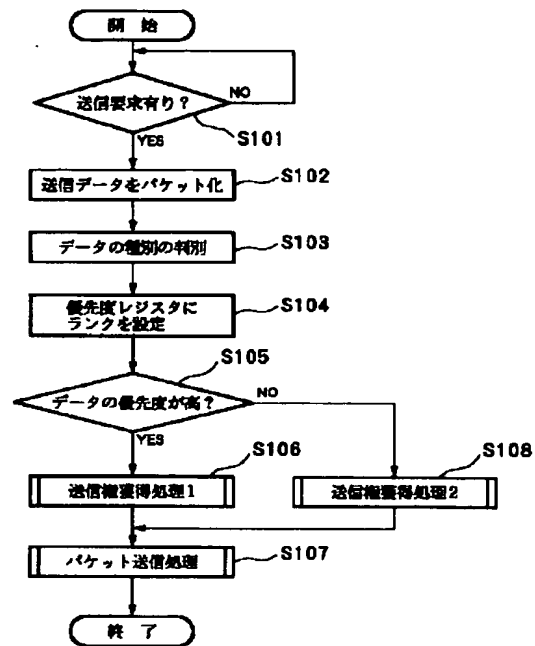 開始
送信要求有り？
NO
S101
YES
送信データをパケット化
S102
データの種別の判別
S103
優先度レジスタに
ランクを設定
S104
S105
データの優先度が高？
NO
YES
S106
送信権獲得処理1
S108
送信権獲得処理2
パケット送信処理
S107
終了